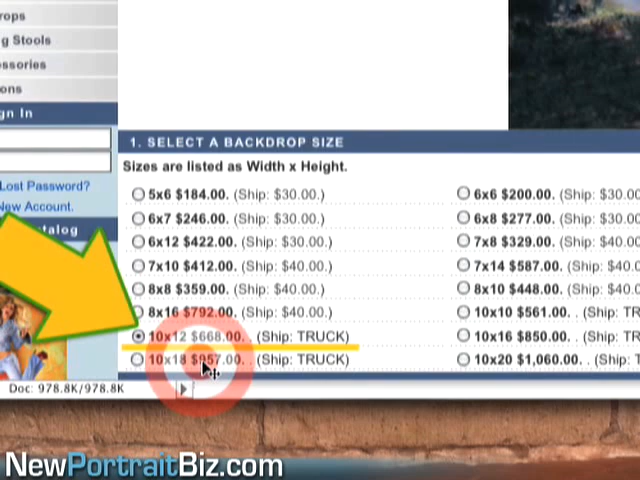 rops
g Stools
ssories
ons
gn In
Lost Password?
New Account.
talog
1. SELECT A BACKDROP SIZE
Sizes are listed as Width x Height.
5x6 $184.00. (Ship: $30.00.) 6x6 $200.00. (Ship: $30.00
6x7 $246.00. (Ship: $30.00.) 6x8 $277.00. (Ship: $30.00
6x12 $422.00. (Ship: $30.00.) 7x8 $329.00. (Ship: $40.00
7x10 $412.00. (Ship: $40.00.) 7x14 $587.00. (Ship: $40.0
8x8 $359.00. (Ship: $40.00.) 8x10 $448.00. (Ship: $40.0
8x16 $792.00. (Ship: $40.00.) 10x10 $561.00. . (Ship: TR
10x12 $668.00. . (Ship: TRUCK) 10x16 $850.00. . (Ship: TR
10x18 $957.00. . (Ship: TRUCK) 10x20 $1,060.00. . (Ship: T
Doc: 978.8K/978.8K
NewPortraitBiz.com